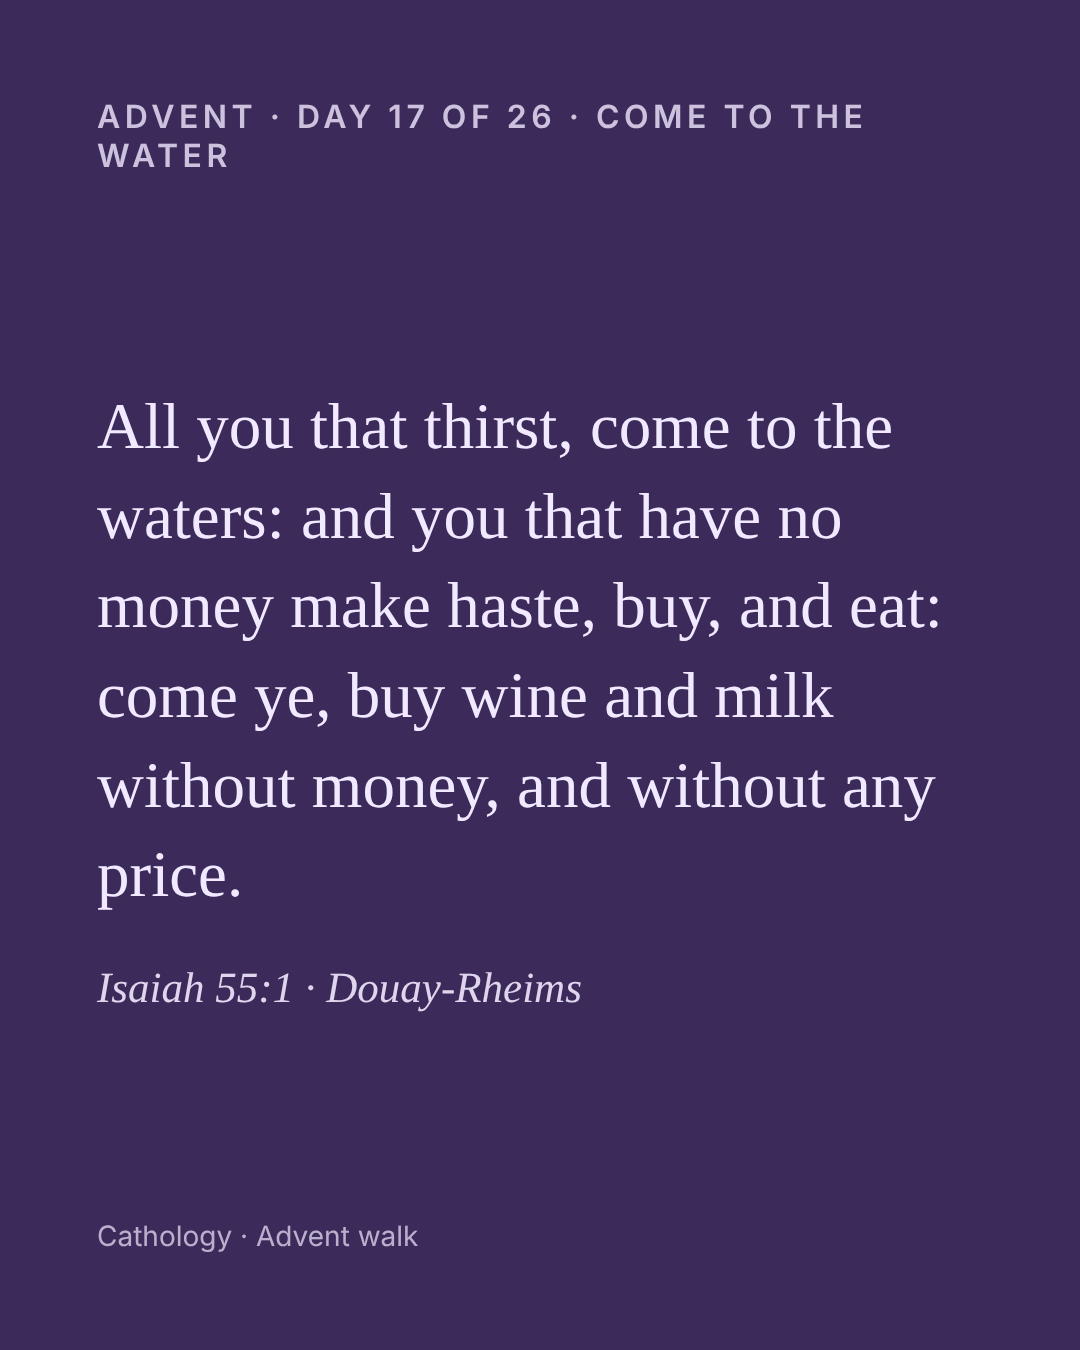 ADVENT · DAY 17 OF 26 · COME TO THE
WATER
All you that thirst, come to the
waters: and you that have no
money make haste, buy, and eat:
come ye, buy wine and milk
without money, and without any
price.
Isaiah 55:1 · Douay-Rheims
Cathology · Advent walk